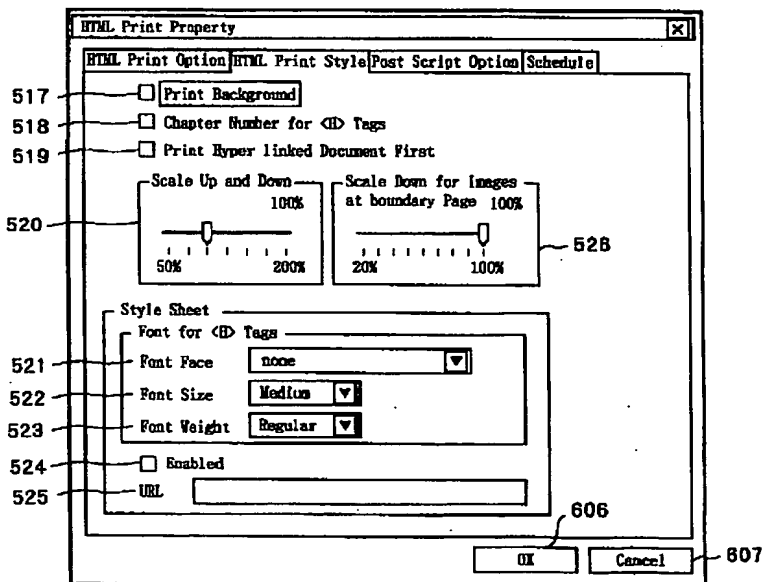 HTML Print Property
HTML Print Option HTML Print Style Post Script Option Schedule
517 Print Background
518 Chapter Number for <H> Tags
519 Print Hyper linked Document First
Scale Up and Down
100%
520
50% 200%
Scale Down for Images
at boundary Page 100%
526
20% 100%
Style Sheet
Font for <H> Tags
521 Font Face none
522 Font Size Medium
523 Font Weight Regular
524 Enabled
525 URL
606
OK Cancel 607